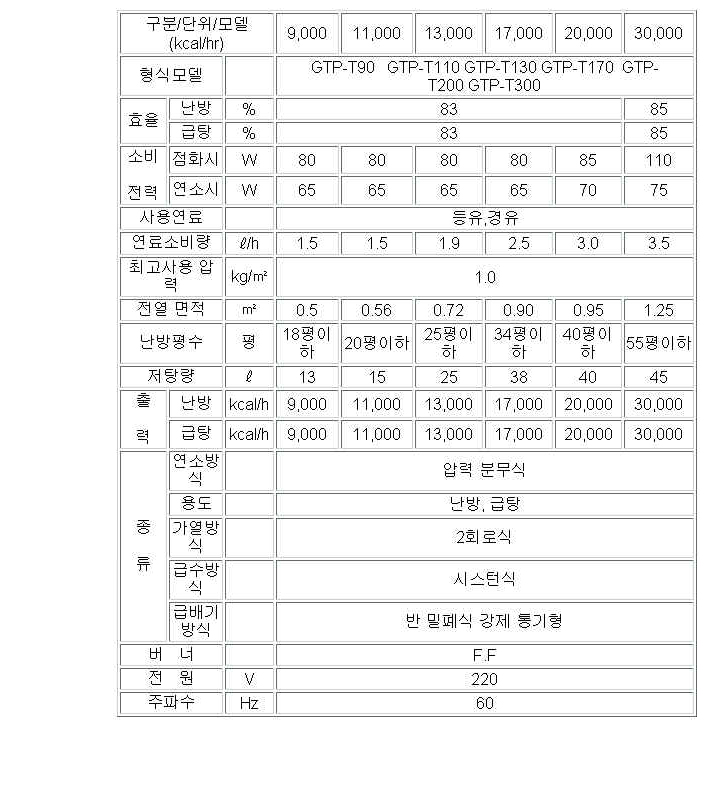 구분/단위/모델 (kcal/hr) 9,000 11,000 13,000 17,000 20,000 30,000
형식모델 GTP-T90 GTP-T110 GTP-T130 GTP-T170 GTP-
T200 GTP-T300
효율 난방 % 83 85
급탕 % 83 85
소비 전력 점화시 W 80 80 80 80 85 110
연소시 W 65 65 65 65 70 75
사용연료 등유,경유
연료소비량 ℓ/h 1.5 1.5 1.9 2.5 3.0 3.5
최고사용 압력 kg/㎡ 1.0
전열 면적 ㎡ 0.5 0.56 0.72 0.90 0.95 1.25
난방평수 평 18평이하 20평이하 25평이하 34평이하 40평이하 55평이하
저탕량 ℓ 13 15 25 38 40 45
출 력 난방 kcal/h 9,000 11,000 13,000 17,000 20,000 30,000
급탕 kcal/h 9,000 11,000 13,000 17,000 20,000 30,000
종 류 연소방식 압력 분무식
용도 난방, 급탕
가열방식 2회로식
급수방식 시스턴식
급배기방식 반 밀폐식 강제 통기형
버 너 F.F
전 원 V 220
주파수 Hz 60